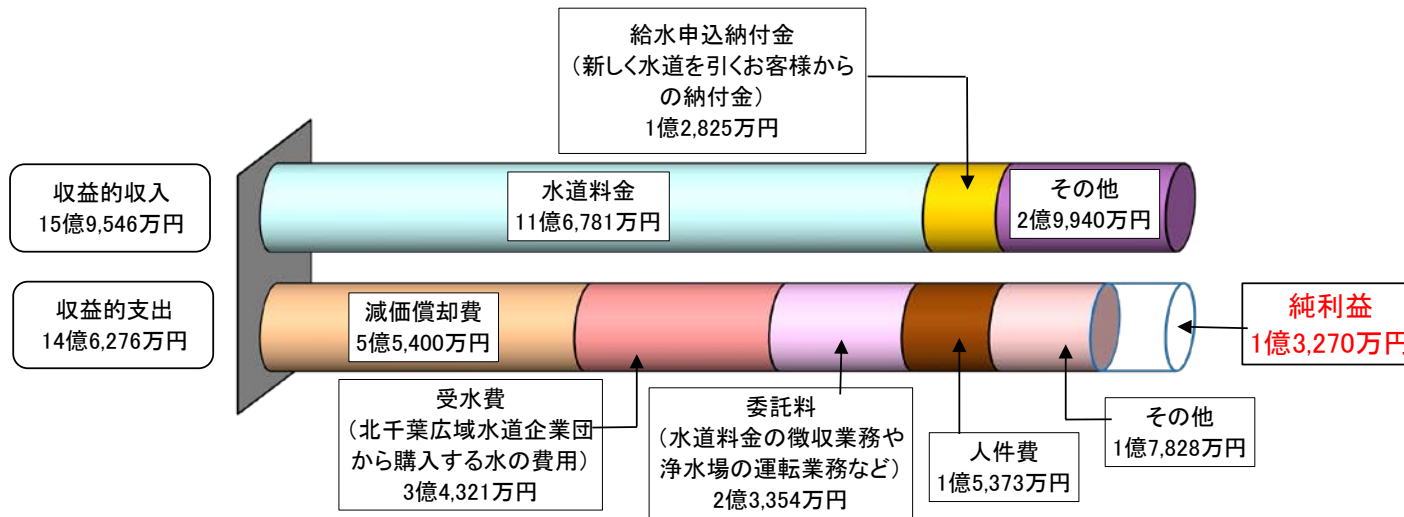 給水申込納付金
（新しく水道を引くお客様から
の納付金）
1億2,825万円
収益的収入
15億9,546万円
水道料金
11億6,781万円
その他
2億9,940万円
収益的支出
14億6,276万円
減価償却費
5億5,400万円
純利益
1億3,270万円
受水費
（北千葉広域水道企業団
から購入する水の費用）
3億4,321万円
委託料
（水道料金の徴収業務や
浄水場の運転業務など）
2億3,354万円
人件費
1億5,373万円
その他
1億7,828万円